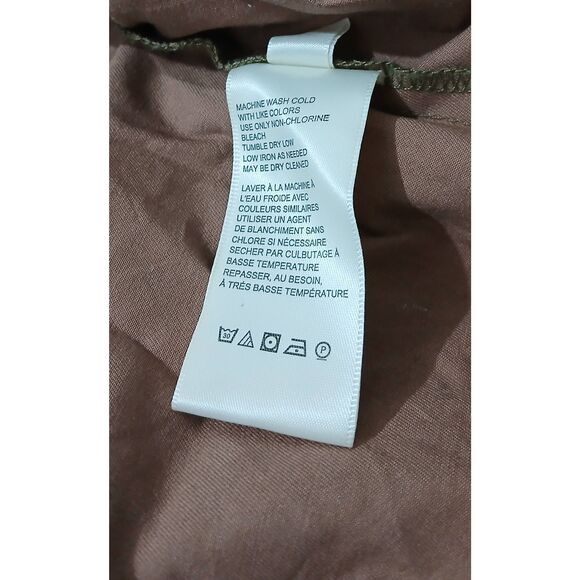 MACHINE WASH COLD
WITH LIKE COLORS
USE ONLY NON-CHLORINE
BLEACH
TUMBLE DRY LOW
LOW IRON AS NEEDED
MAY BE DRY CLEANED
LAVER À LA MACHINE À
L'EAU FROIDE AVEC
COULEURS SIMILAIRES
UTILISER UN AGENT
DE BLANCHIMENT SANS
CHLORE SI NÉCESSAIRE
SECHER PAR CULBUTAGE À
BASSE TEMPERATURE
REPASSER, AU BESOIN,
À TRÉS BASSE TEMPÉRATURE
30 P